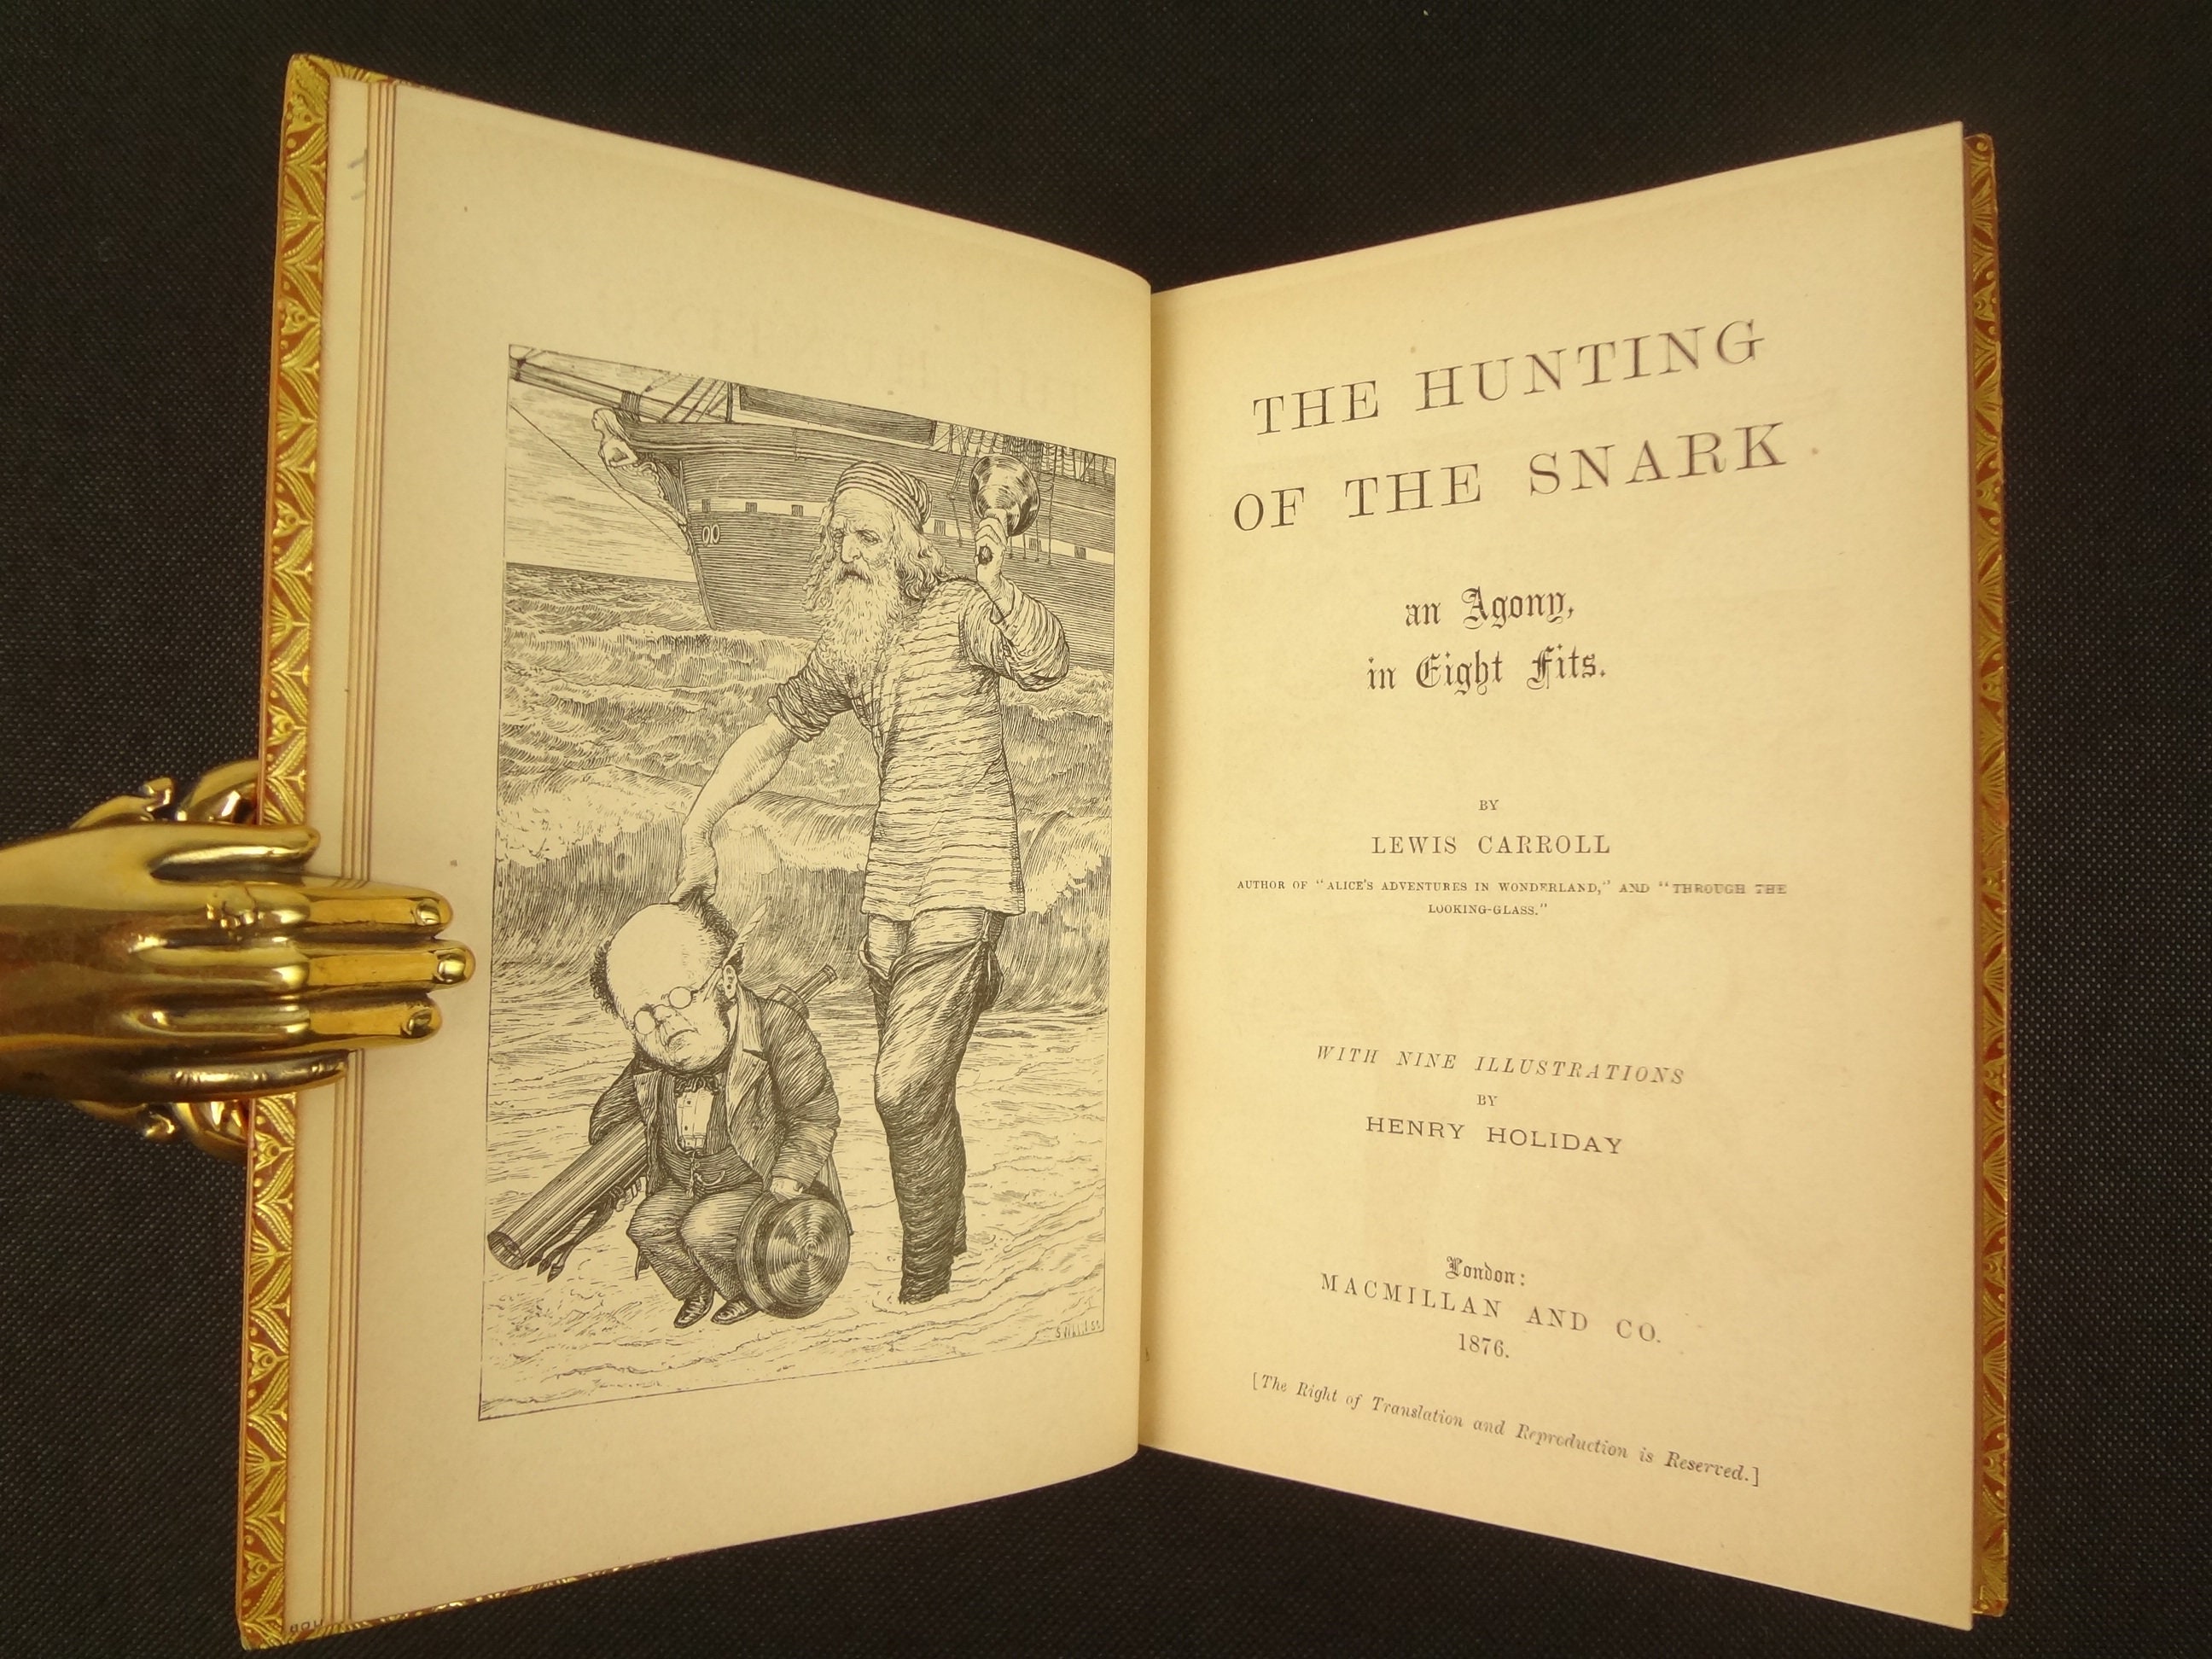 THE HUNTING
OF THE SNARK
an Agony,
in Eight Fits.
BY
LEWIS CARROLL
AUTHOR OF "ALICE'S ADVENTURES IN WONDERLAND," AND "THROUGH THE
LOOKING-GLASS."
WITH NINE ILLUSTRATIONS
BY
HENRY HOLIDAY
London:
MACMILLAN AND CO.
1876.
[The Right of Translation and Reproduction is Reserved.]